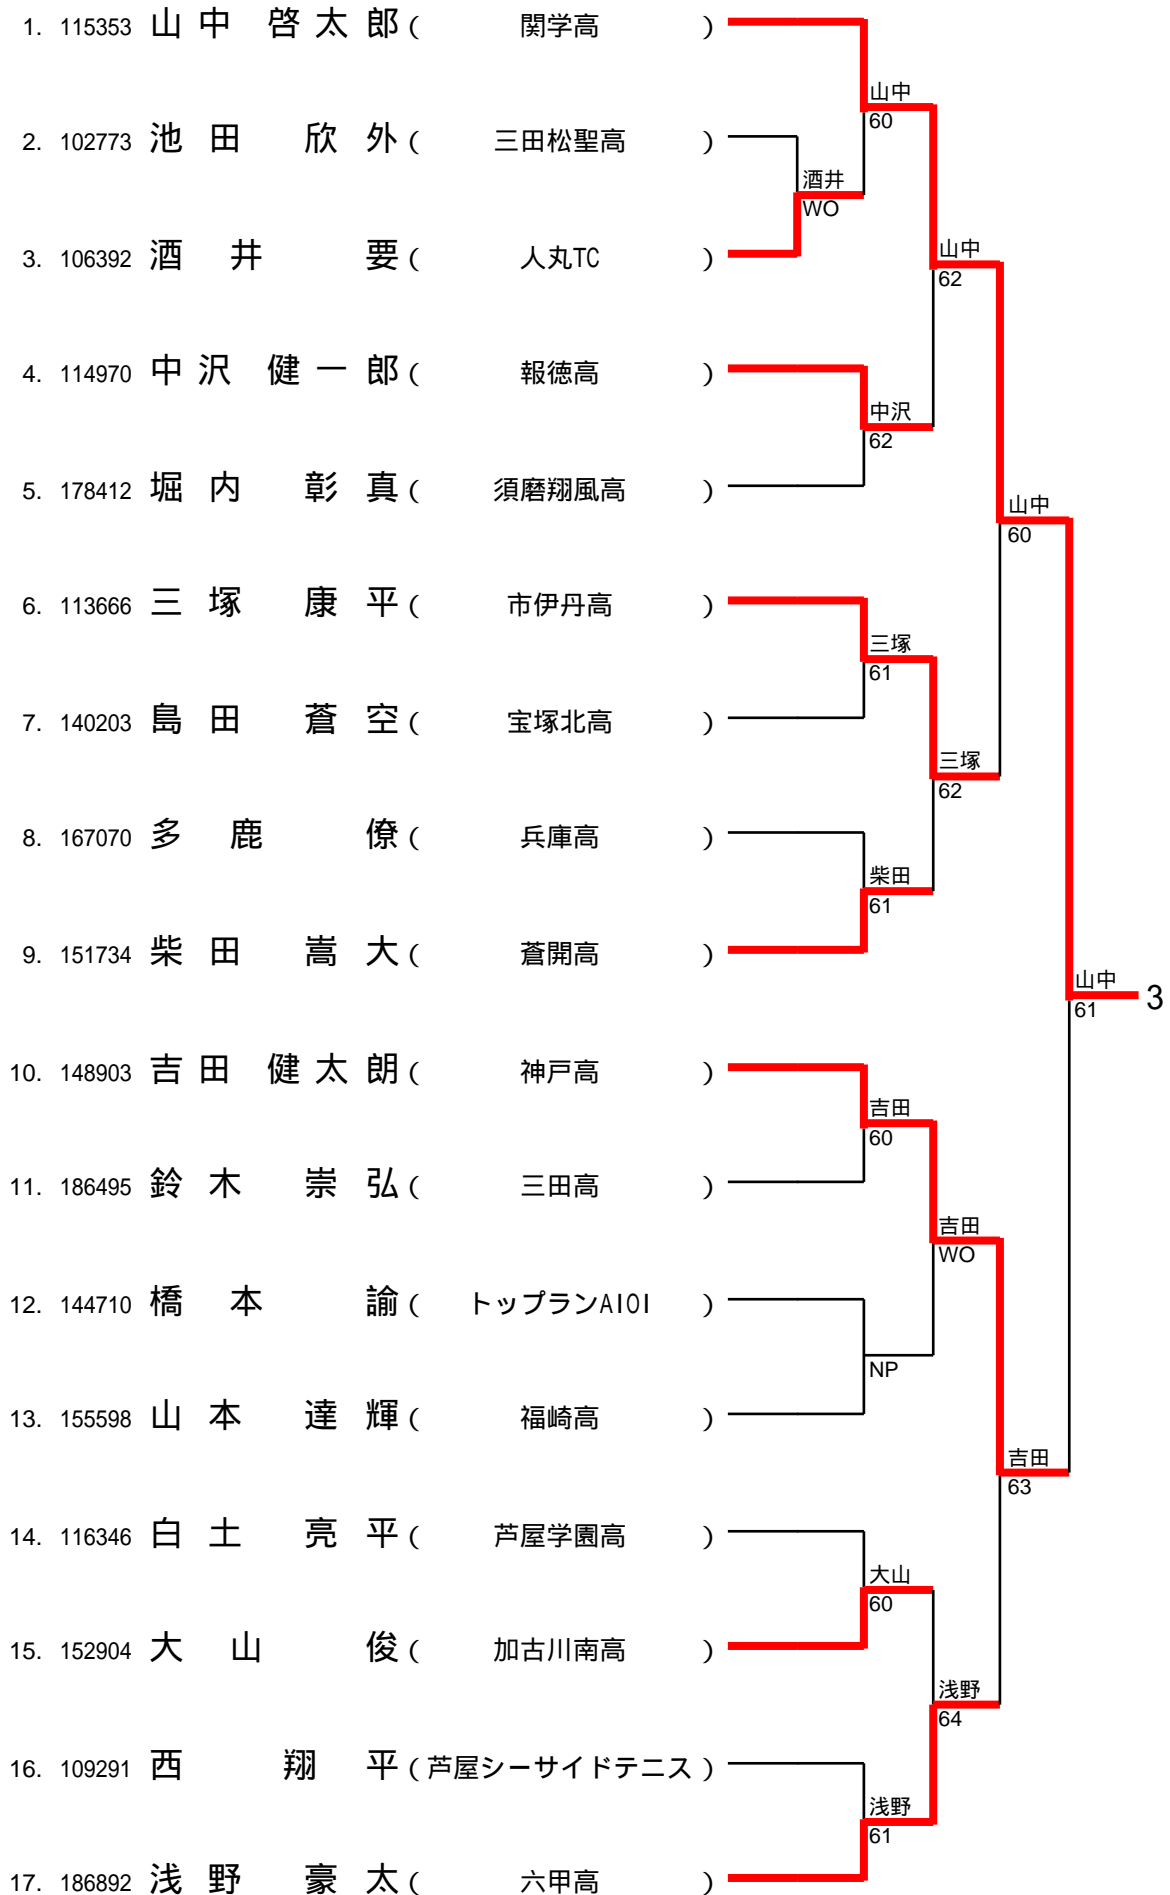 1. 115353 山中 啓太郎 ( 関学高 )
山中
60
2. 102773 池田 欣外 ( 三田松聖高 )
酒井
WO
3. 106392 酒井 要 ( 人丸TC )
山中
62
4. 114970 中沢 健一郎 ( 報徳高 )
中沢
62
5. 178412 堀内 彰真 ( 須磨翔風高 )
山中
60
6. 113666 三塚 康平 ( 市伊丹高 )
三塚
61
7. 140203 島田 蒼空 ( 宝塚北高 )
三塚
62
8. 167070 多鹿 僚 ( 兵庫高 )
柴田
61
9. 151734 柴田 嵩大 ( 蒼開高 )
山中
61
3
10. 148903 吉田 健太朗 ( 神戸高 )
吉田
60
11. 186495 鈴木 崇弘 ( 三田高 )
吉田
WO
12. 144710 橋本 諭 ( トップランAIOI )
NP
13. 155598 山本 達輝 ( 福崎高 )
吉田
63
14. 116346 白土 亮平 ( 芦屋学園高 )
大山
60
15. 152904 大山 俊 ( 加古川南高 )
浅野
64
16. 109291 西 翔平 ( 芦屋シーサイドテニス )
浅野
61
17. 186892 浅野 豪太 ( 六甲高 )